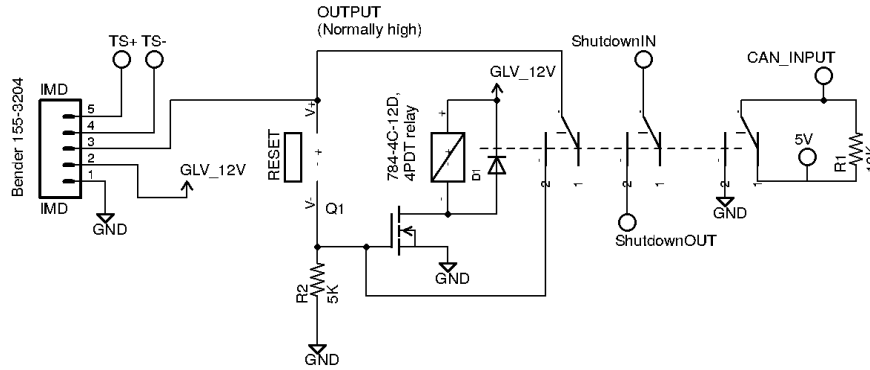 OUTPUT
(Normally high)
TS+ TS-
ShutdownIN
CAN_INPUT
GLV_12V
IMD
Bender 155-3204
5
4
3
2
1
IMD
GLV_12V
GND
V+
RESET
V-
Q1
784-4C-12D,
4PDT relay
D1
GND
2
1
2
1
2
1
ShutdownOUT
GND
5V
R1
10K
R2
5K
GND